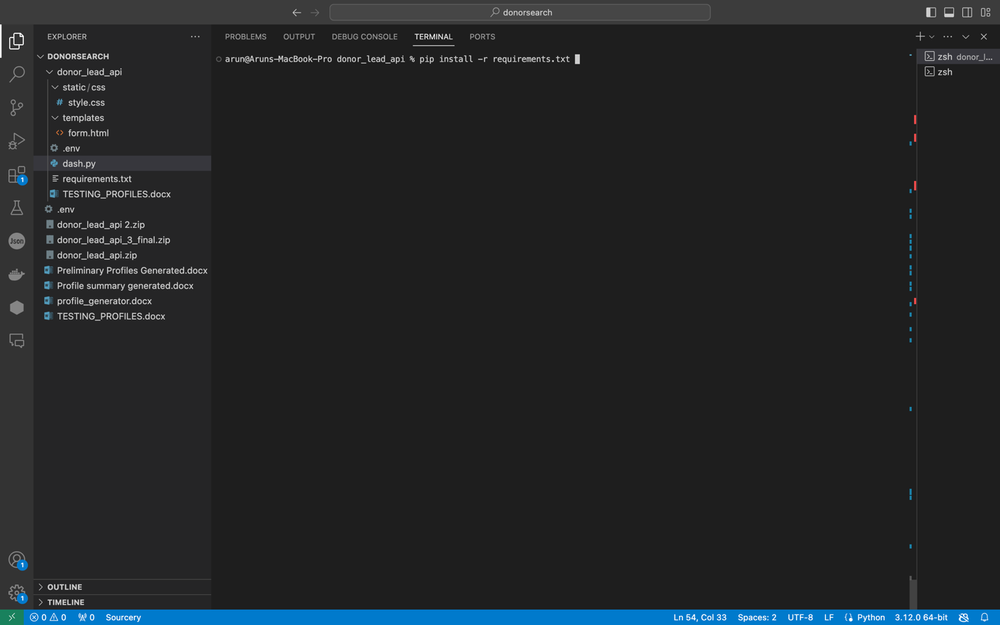 donorsearch
EXPLORER
DONORSEARCH
donor_lead_api
static/css
# style.css
<> form.html
.env
dash.py
requirements.txt
TESTING_PROFILES.docx
.env
donor_lead_api 2.zip
donor_lead_api_3_final.zip
donor_lead_api.zip
Preliminary Profiles Generated.docx
Profile summary generated.docx
profile_generator.docx
TESTING_PROFILES.docx
OUTLINE
TIMELINE
1
Json
1
1
PROBLEMS OUTPUT DEBUG CONSOLE TERMINAL PORTS
arun@Aruns-MacBook-Pro donor_lead_api % pip install -r requirements.txt
zsh donor_l...
zsh
0 0 0 Sourcery Ln 54, Col 33 Spaces: 2 UTF-8 LF Python 3.12.0 64-bit